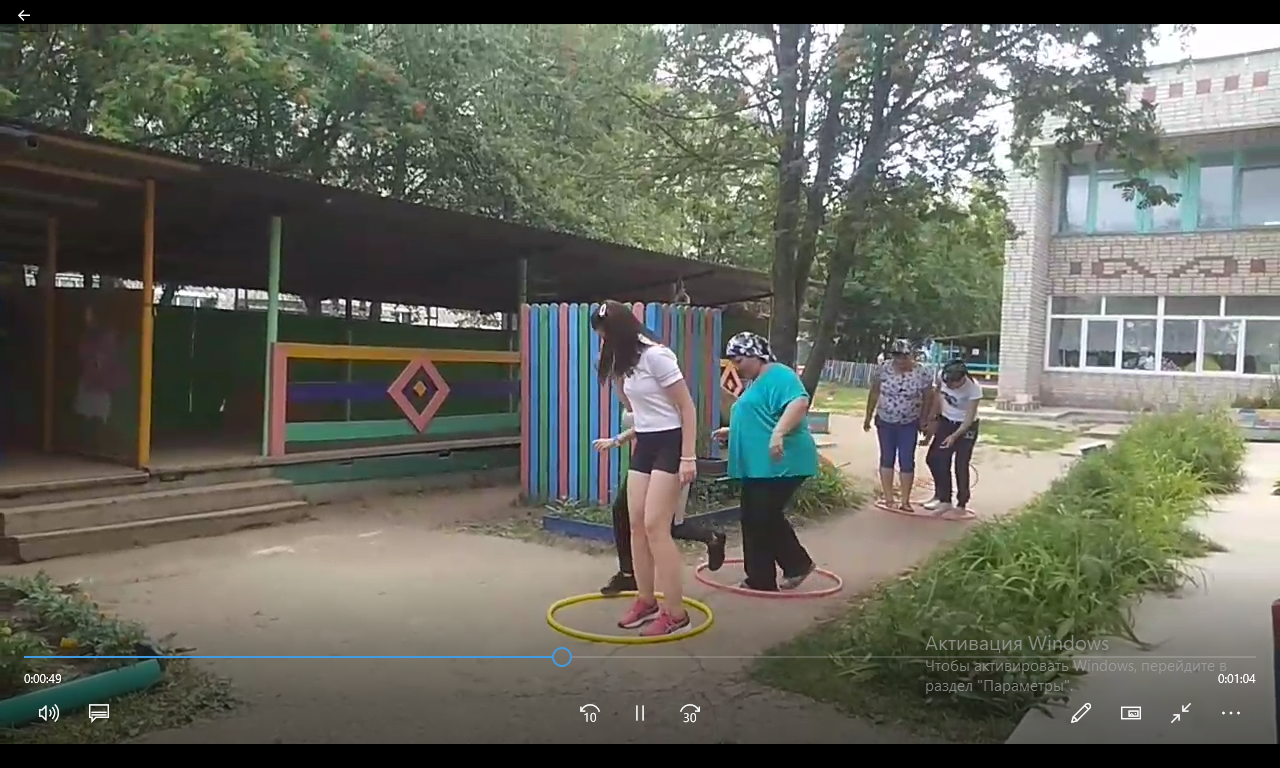 Активация Windows
Чтобы активировать Windows, перейдите в
раздел "Параметры".
0:00:49
0:01:04
10
30